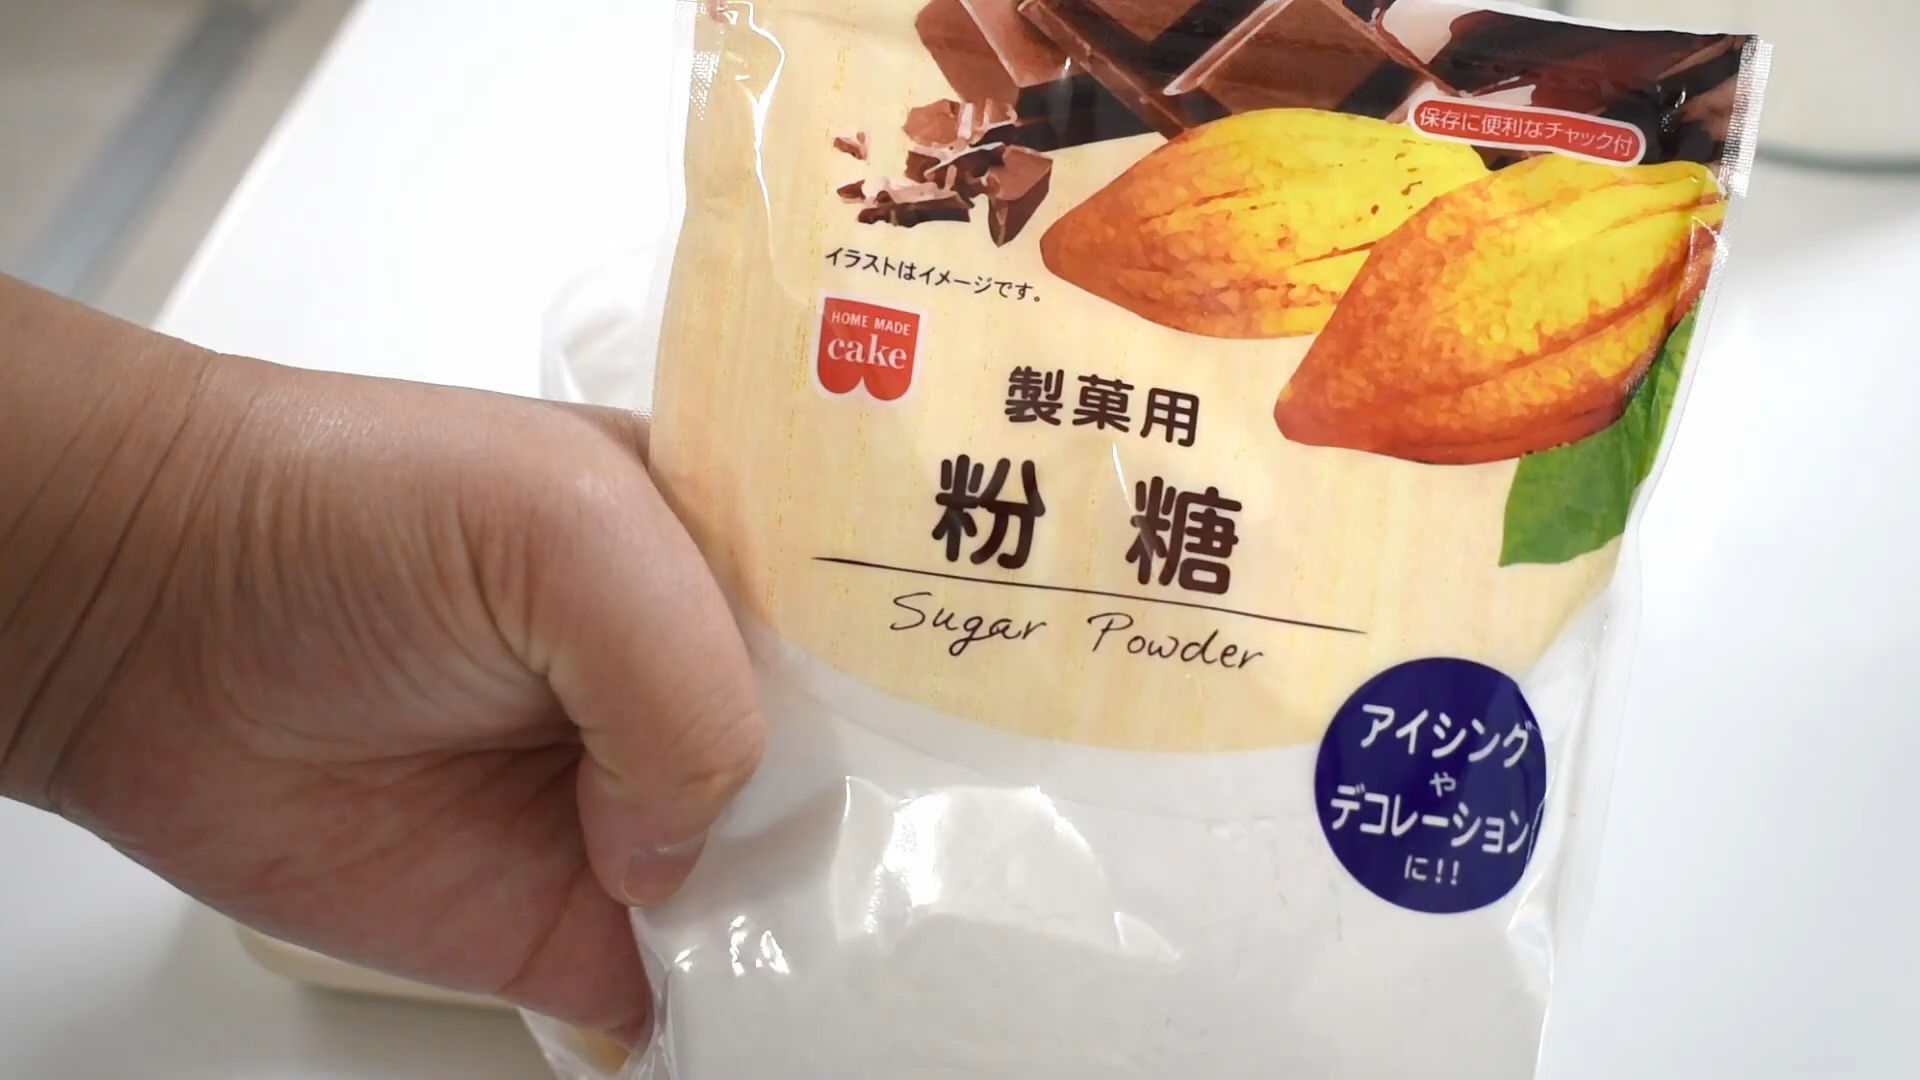 保存に便利なチャック付
イラストはイメージです。
HOME MADE
cake
製菓用
粉糖
Sugar Powder
アイシング
や
デコレーション
に!!